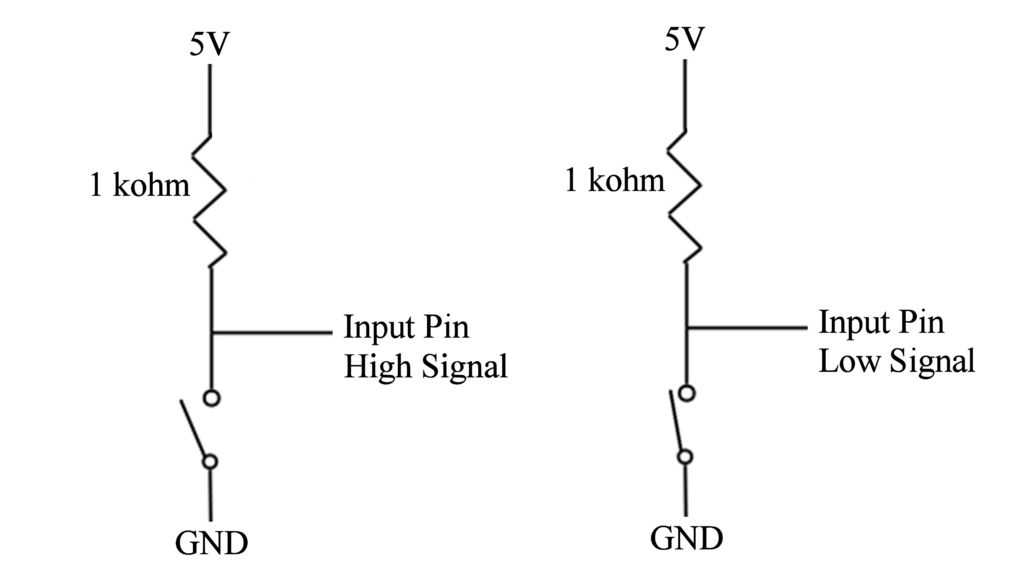 5V
1 kohm
Input Pin
High Signal
GND
5V
1 kohm
Input Pin
Low Signal
GND